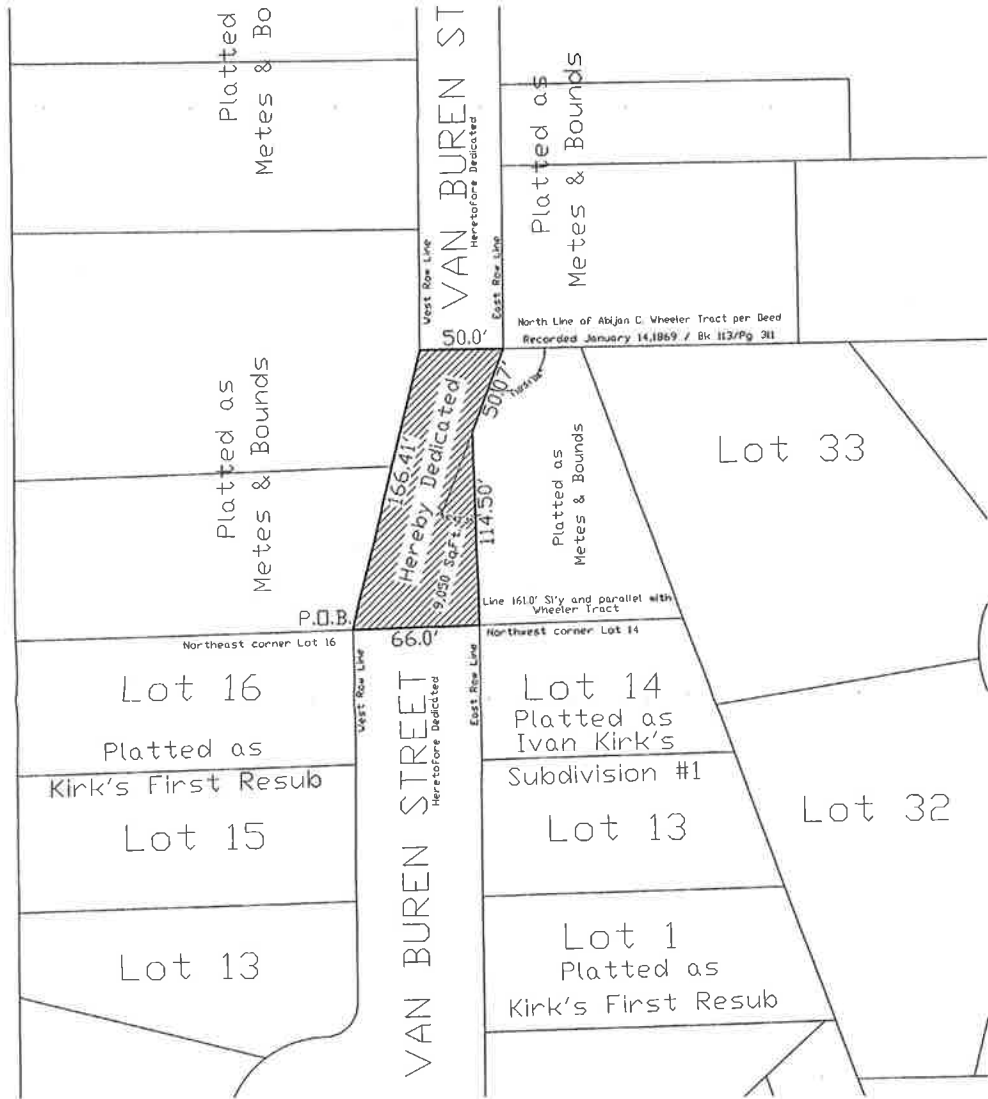 Platted
Metes & Bo
VAN BUREN ST
Heretofore Dedicated
West Row Line
East Row Line
Platted as
Metes & Bounds
North Line of Abijan C. Wheeler Tract per Deed
Recorded January 14,1869 / Bk 113/Pg 311
50.0'
50.07'
Platted as
Metes & Bounds
166.41'
Hereby Dedicated
9,050 Sq.Ft.±
114.50'
Platted as
Metes & Bounds
Lot 33
Line 161.0' Sl'y and parallel with
Wheeler Tract
P.O.B.
66.0'
Northeast corner Lot 16
Northwest corner Lot 14
West Row Line
East Row Line
VAN BUREN STREET
Heretofore Dedicated
Lot 16
Platted as
Kirk's First Resub
Lot 15
Lot 13
Lot 14
Platted as
Ivan Kirk's
Subdivision #1
Lot 13
Lot 1
Platted as
Kirk's First Resub
Lot 32